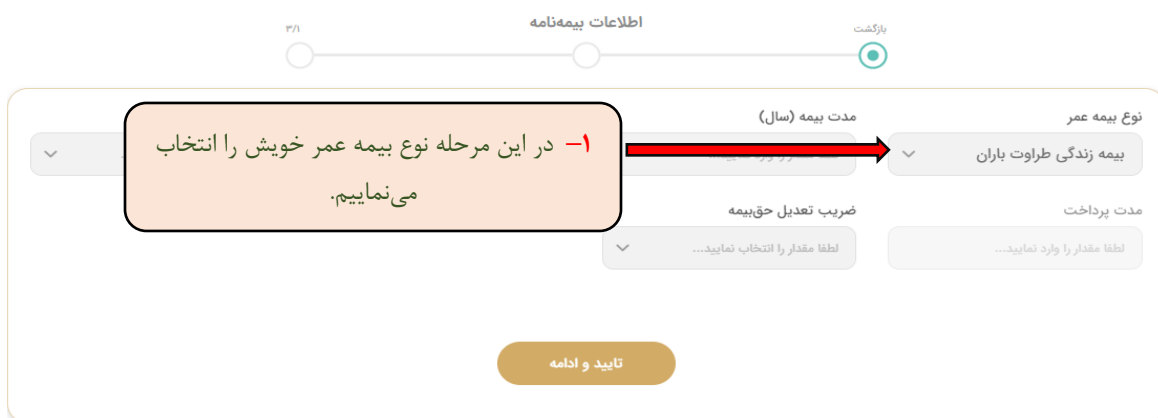 بازگشت
اطلاعات بیمه‌نامه
۳/۱
نوع بیمه عمر
مدت بیمه (سال)
بیمه زندگی طراوت باران
۱– در این مرحله نوع بیمه عمر خویش را انتخاب
می‌نماییم.
مدت پرداخت
ضریب تعدیل حق‌بیمه
لطفا مقدار را وارد نمایید...
لطفا مقدار را انتخاب نمایید...
تایید و ادامه